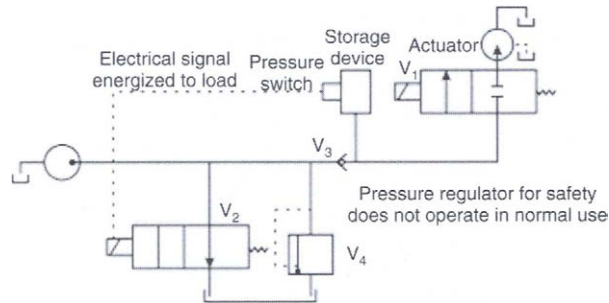 Electrical signal
energized to load
Pressure
switch
Storage
device
Actuator
V1
V3
V2
V4
Pressure regulator for safety
does not operate in normal use